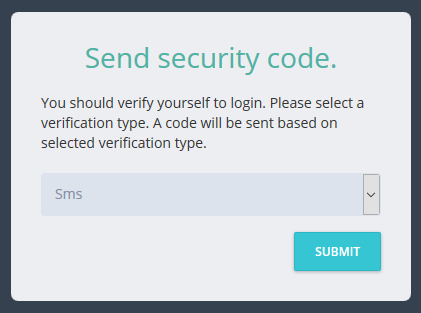 Send security code.
You should verify yourself to login. Please select a
verification type. A code will be sent based on
selected verification type.
Sms
SUBMIT